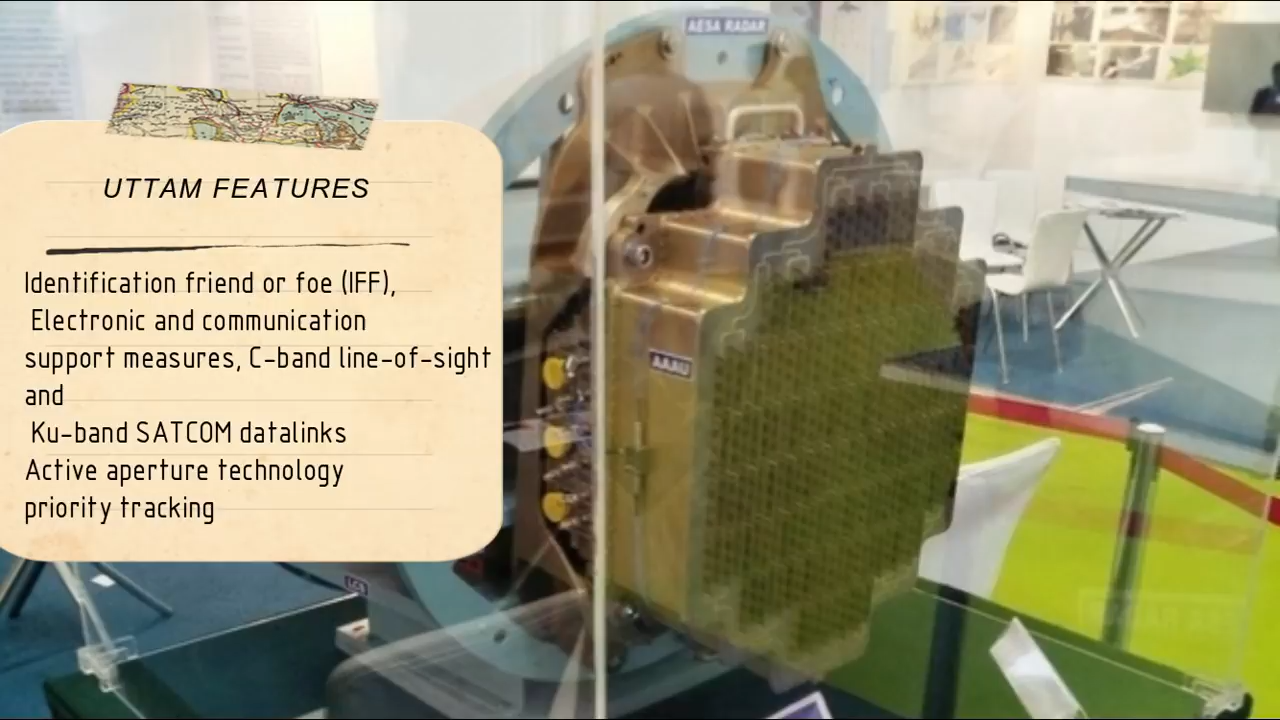 AESA RADAR
UTTAM FEATURES
Identification friend or foe (IFF),
Electronic and communication
support measures, C-band line-of-sight
and
Ku-band SATCOM datalinks
Active aperture technology
priority tracking
AAAU